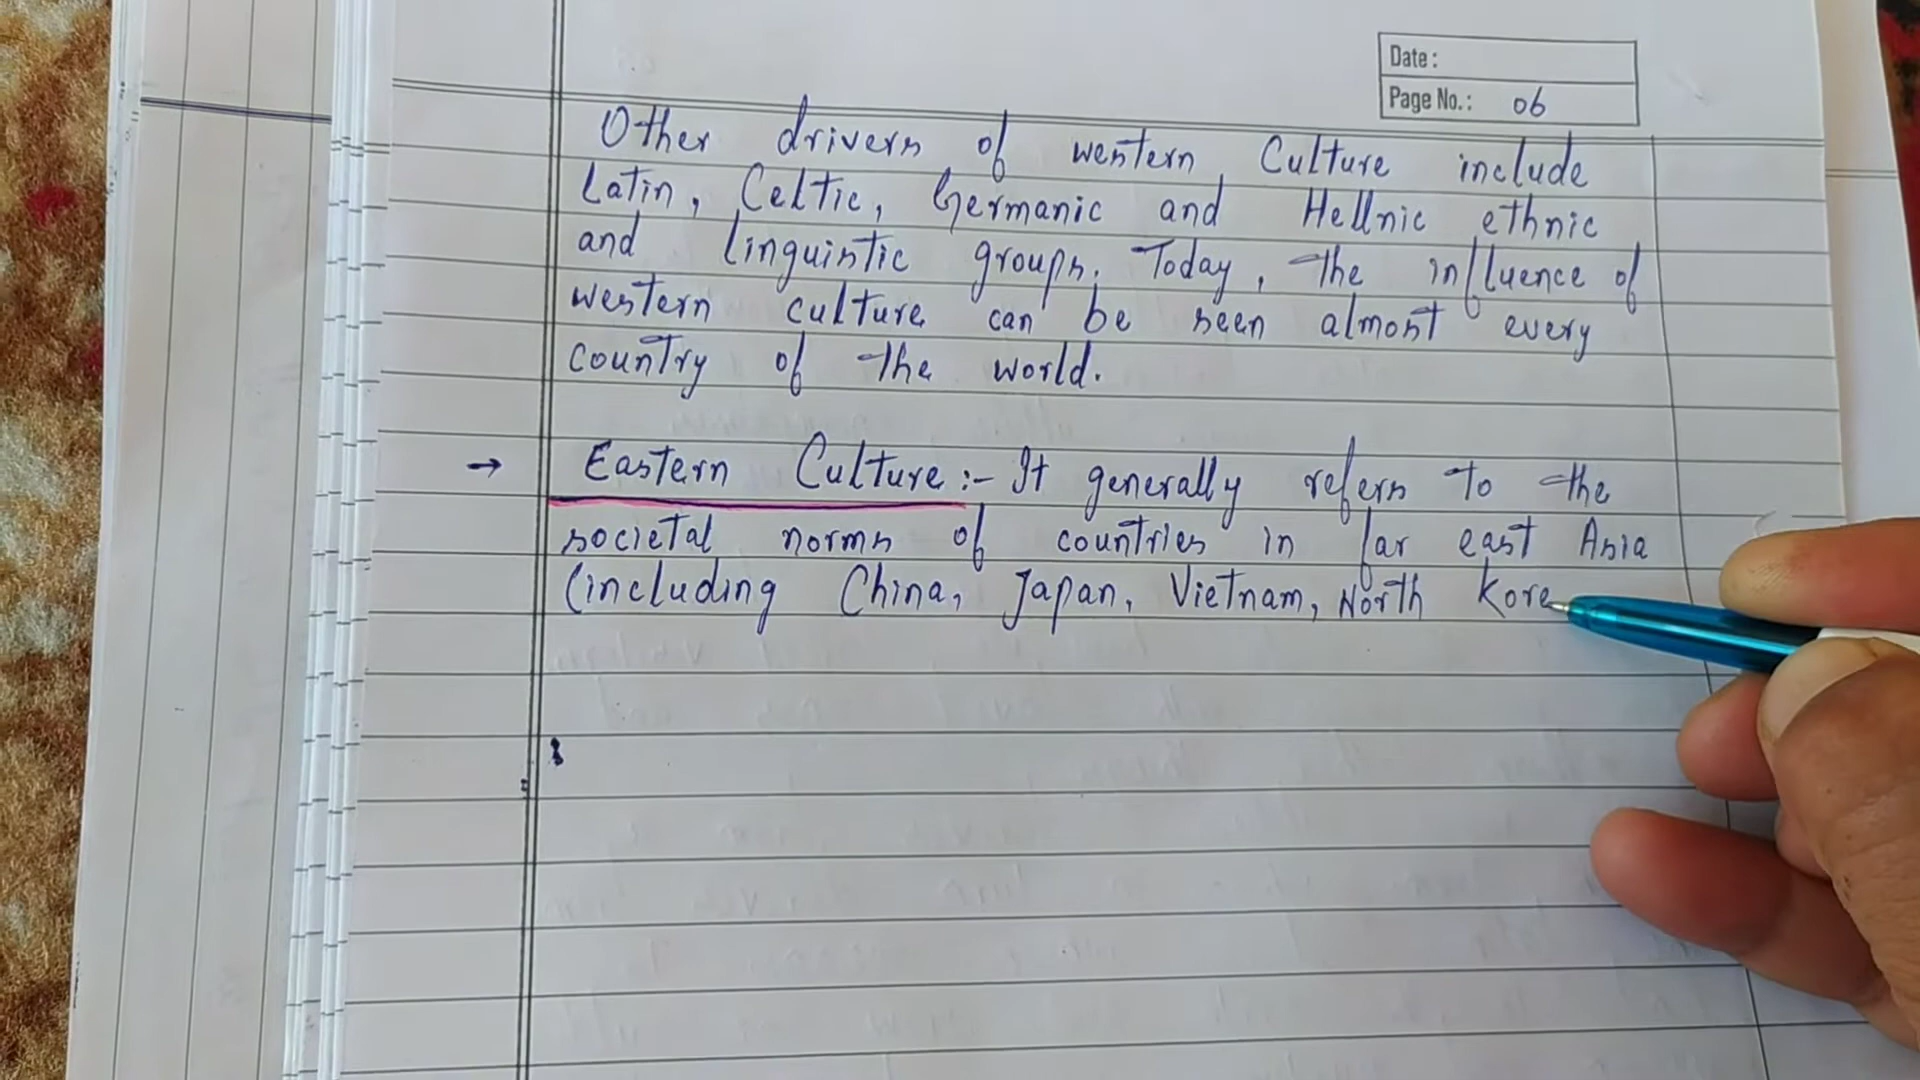 Date :
Page No. : 06
Other drivers of western Culture include
Latin, Celtic, Germanic and Hellnic ethnic
and linguistic groups. Today, the influence of
western culture can be seen almost every
country of the world.
→ Eastern Culture :- It generally refers to the
societal norms of countries in far east Asia
(including China, Japan, Vietnam, North Kore